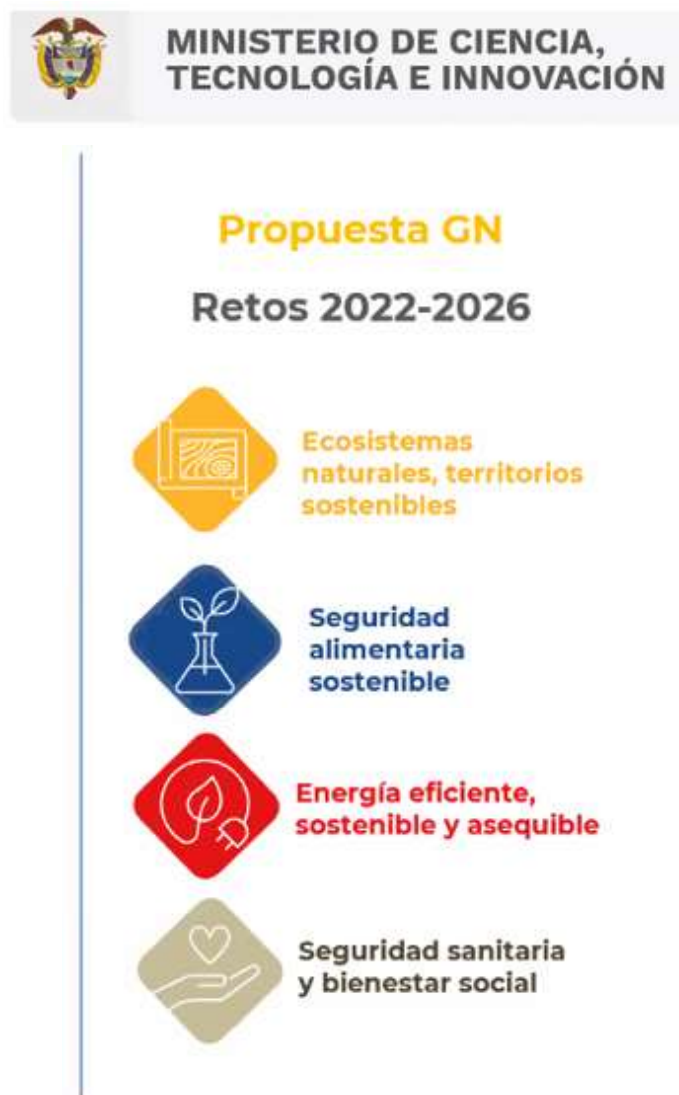 MINISTERIO DE CIENCIA,
TECNOLOGÍA E INNOVACIÓN
Propuesta GN
Retos 2022-2026
Ecosistemas
naturales, territorios
sostenibles
Seguridad
alimentaria
sostenible
Energía eficiente,
sostenible y asequible
Seguridad sanitaria
y bienestar social